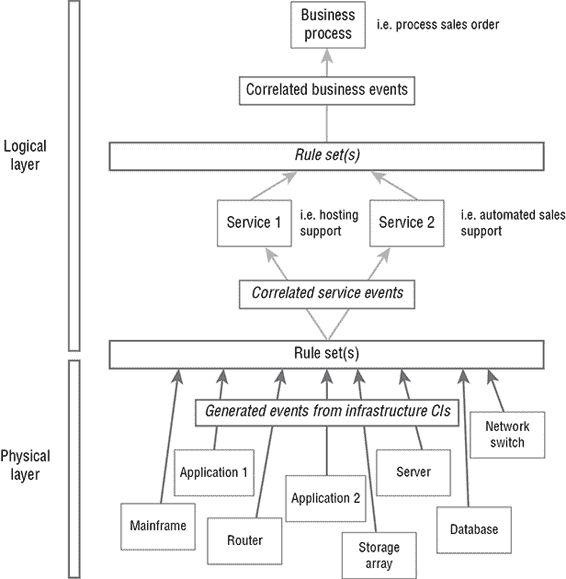 Business
process
i.e. process sales order
Correlated business events
Logical
layer
Rule set(s)
Service 1
i.e. hosting
support
Service 2
i.e. automated sales
support
Correlated service events
Rule set(s)
Generated events from infrastructure CIs
Network
switch
Physical
layer
Application 1
Server
Application 2
Mainframe
Router
Database
Storage
array